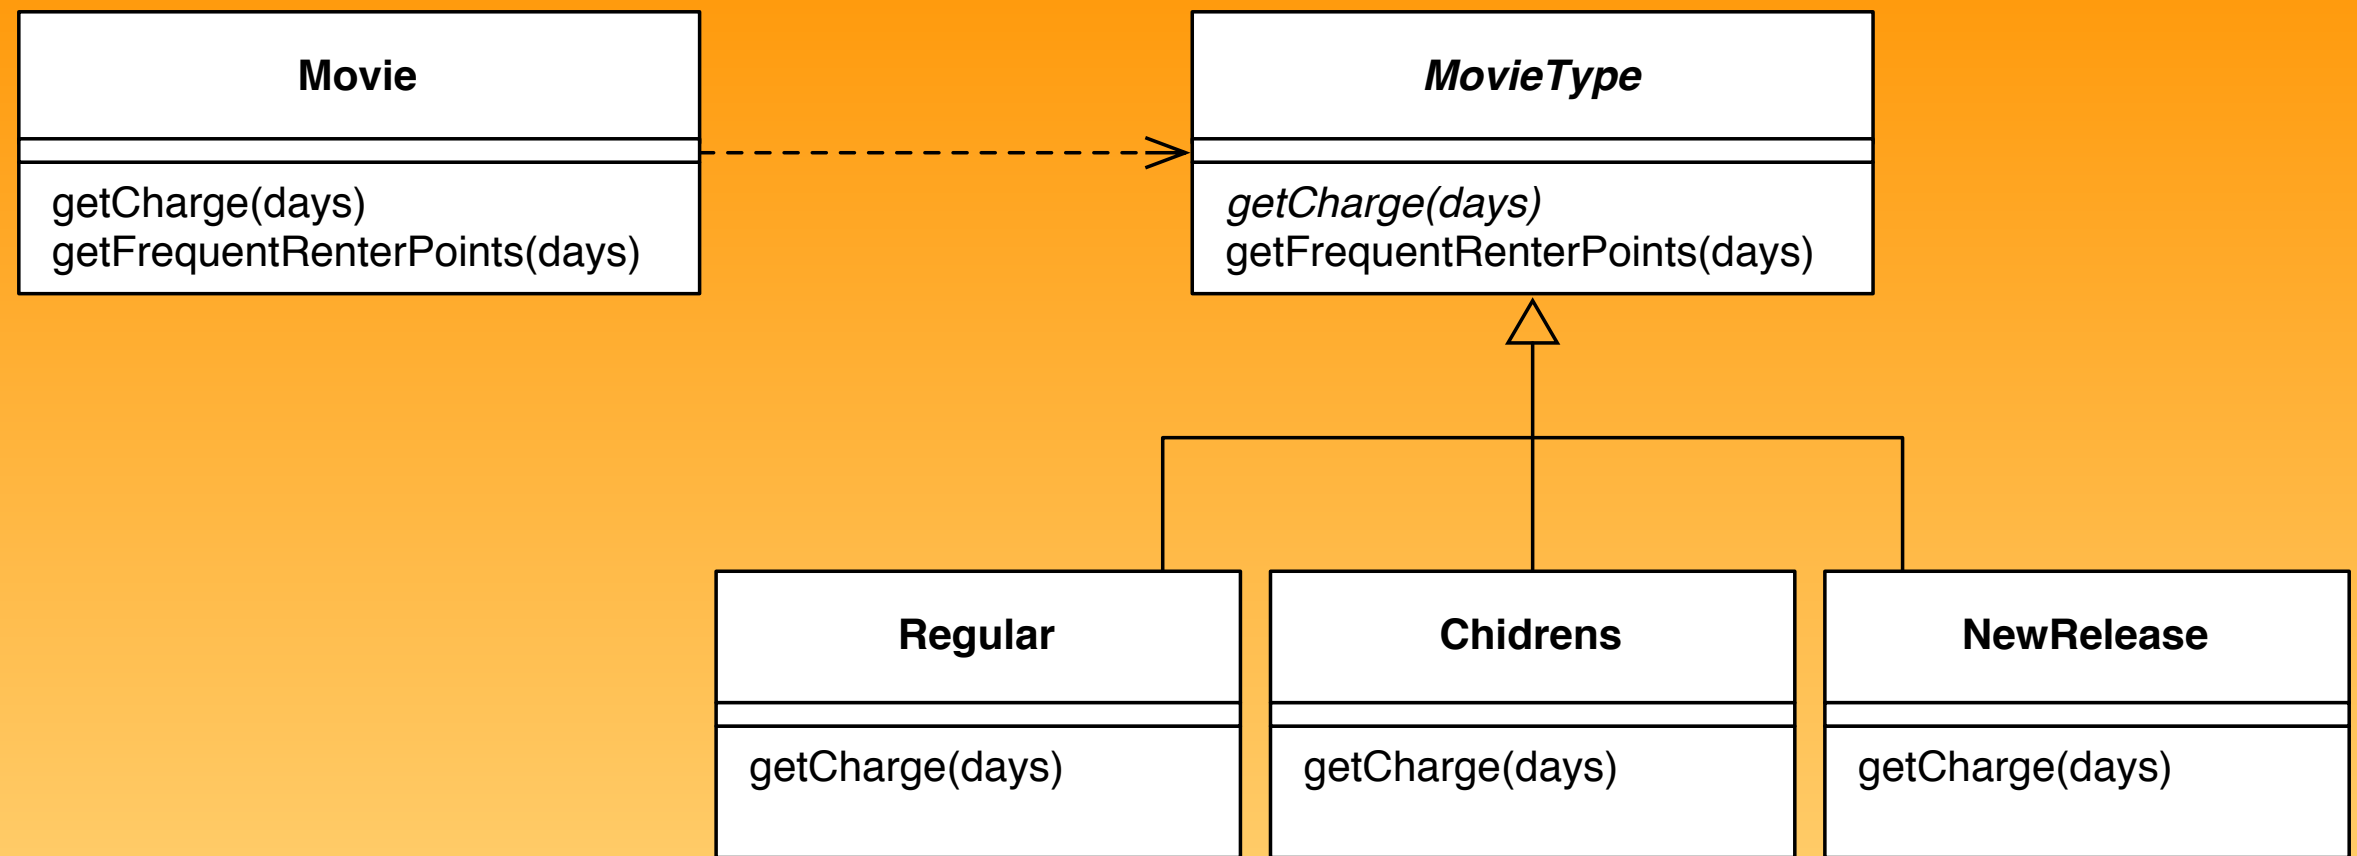 Movie
getCharge(days)
getFrequentRenterPoints(days)
MovieType
getCharge(days)
getFrequentRenterPoints(days)
Regular
getCharge(days)
Chidrens
getCharge(days)
NewRelease
getCharge(days)